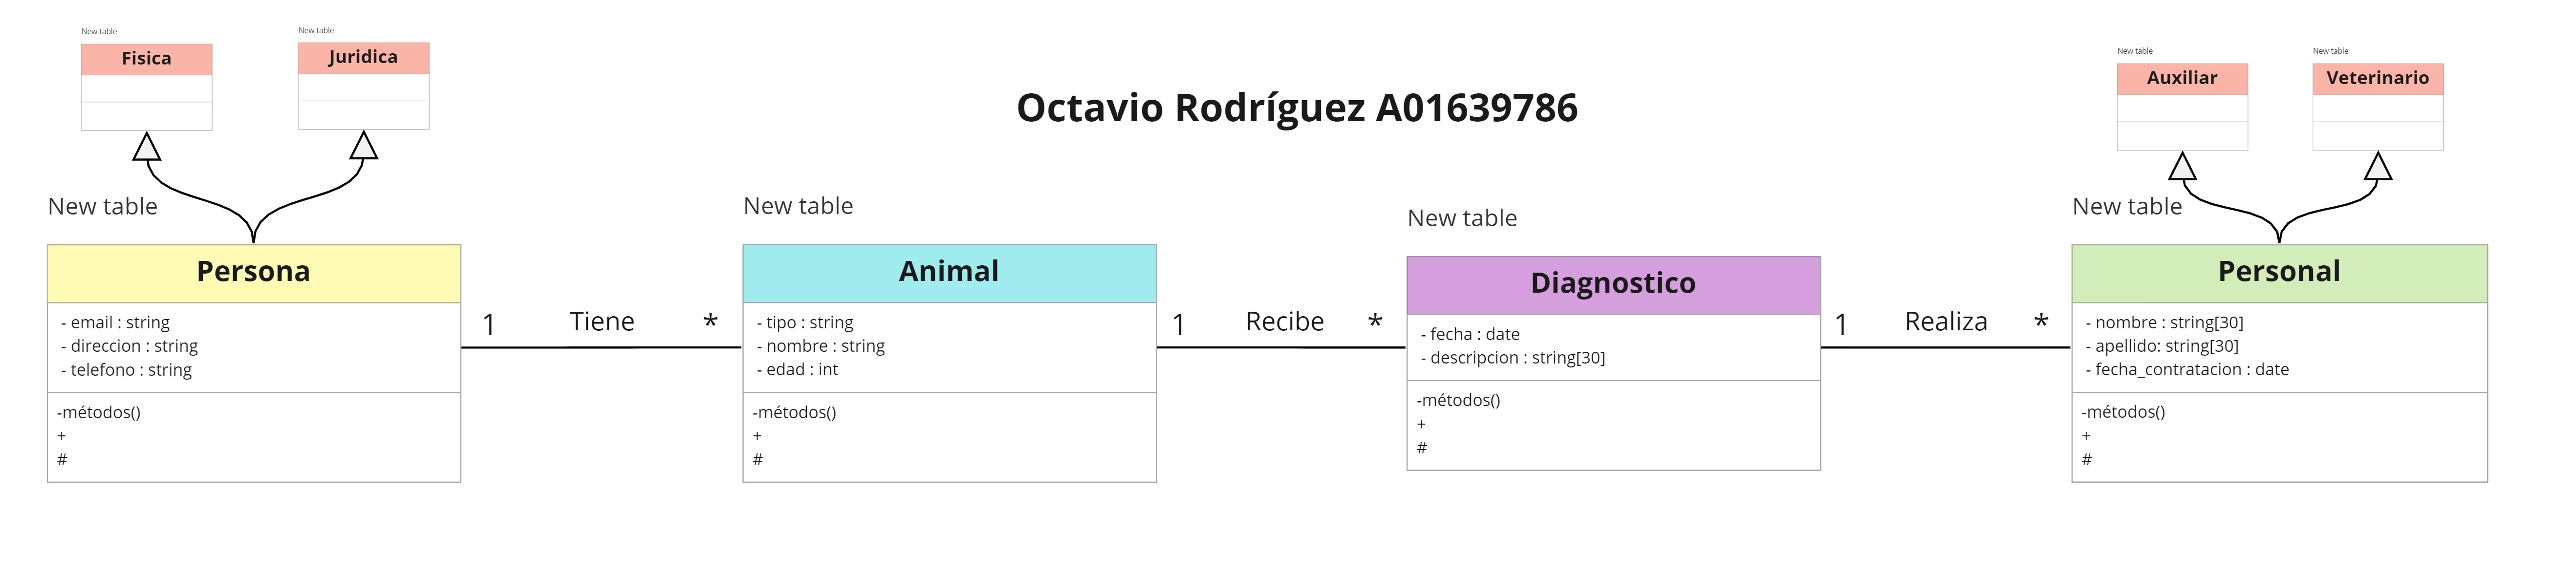 New table
Fisica
New table
Juridica
Octavio Rodríguez A01639786
New table
Auxiliar
New table
Veterinario
New table
Persona
- email : string
- direccion : string
- telefono : string
-métodos()
+
#
1 Tiene *
New table
Animal
- tipo : string
- nombre : string
- edad : int
-métodos()
+
#
1 Recibe *
New table
Diagnostico
- fecha : date
- descripcion : string[30]
-métodos()
+
#
1 Realiza *
New table
Personal
- nombre : string[30]
- apellido: string[30]
- fecha_contratacion : date
-métodos()
+
#